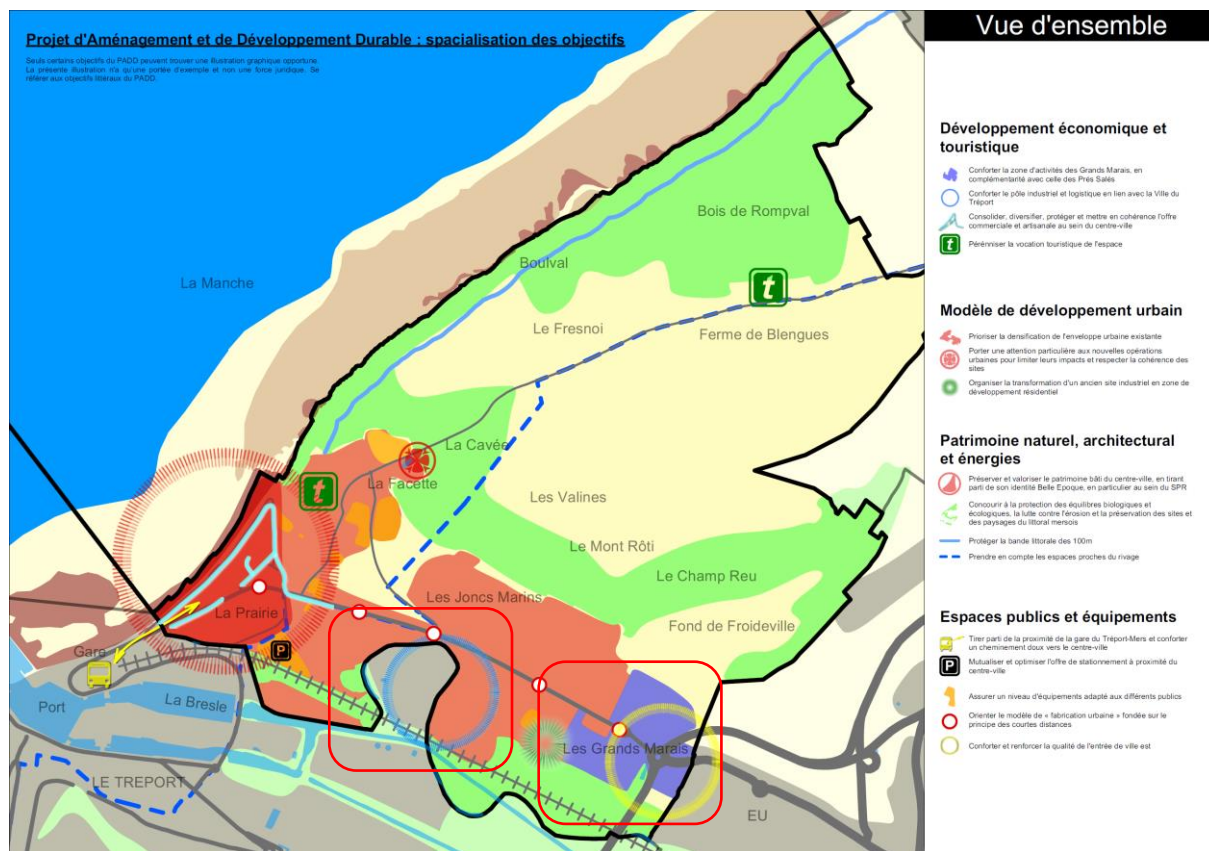 Projet d'Aménagement et de Développement Durable : spacialisation des objectifs
Seuls certains objectifs du PADD peuvent trouver une illustration graphique opportune.
La présente illustration n'a qu'une portée d'exemple et non une force juridique. Se
référer aux objectifs littéraux du PADD.
La Manche
Bois de Rompval
Boulval
t
Le Fresnoi
Ferme de Blengues
La Cavée
La Facette
t
Les Valines
Le Mont Rôti
Le Champ Reu
Les Joncs Marins
La Prairie
Fond de Froideville
Gare
P
La Bresle
Port
Les Grands Marais
LE TREPORT
EU
Vue d'ensemble
Développement économique et
touristique
Conforter la zone d'activités des Grands Marais, en
complémentarité avec celle des Prés Salés
Conforter le pôle industriel et logistique en lien avec la Ville du
Tréport
Consolider, diversifier, protéger et mettre en cohérence l'offre
commerciale et artisanale au sein du centre-ville
t
Pérénniser la vocation touristique de l'espace
Modèle de développement urbain
Prioriser la densification de l'enveloppe urbaine existante
Porter une attention particulière aux nouvelles opérations
urbaines pour limiter leurs impacts et respecter la cohérence des
sites
Organiser la transformation d'un ancien site industriel en zone de
développement résidentiel
Patrimoine naturel, architectural
et énergies
Préserver et valoriser le patrimoine bâti du centre-ville, en tirant
parti de son identité Belle Epoque, en particulier au sein du SPR
Concourir à la protection des équilibres biologiques et
écologiques, la lutte contre l'érosion et la préservation des sites et
des paysages du littoral mersois
Protéger la bande littorale des 100m
Prendre en compte les espaces proches du rivage
Espaces publics et équipements
Tirer parti de la proximité de la gare du Tréport-Mers et conforter
un cheminement doux vers le centre-ville
P
Mutualiser et optimiser l'offre de stationnement à proximité du
centre-ville
Assurer un niveau d'équipements adapté aux différents publics
Orienter le modèle de « fabrication urbaine » fondée sur le
principe des courtes distances
Conforter et renforcer la qualité de l'entrée de ville est